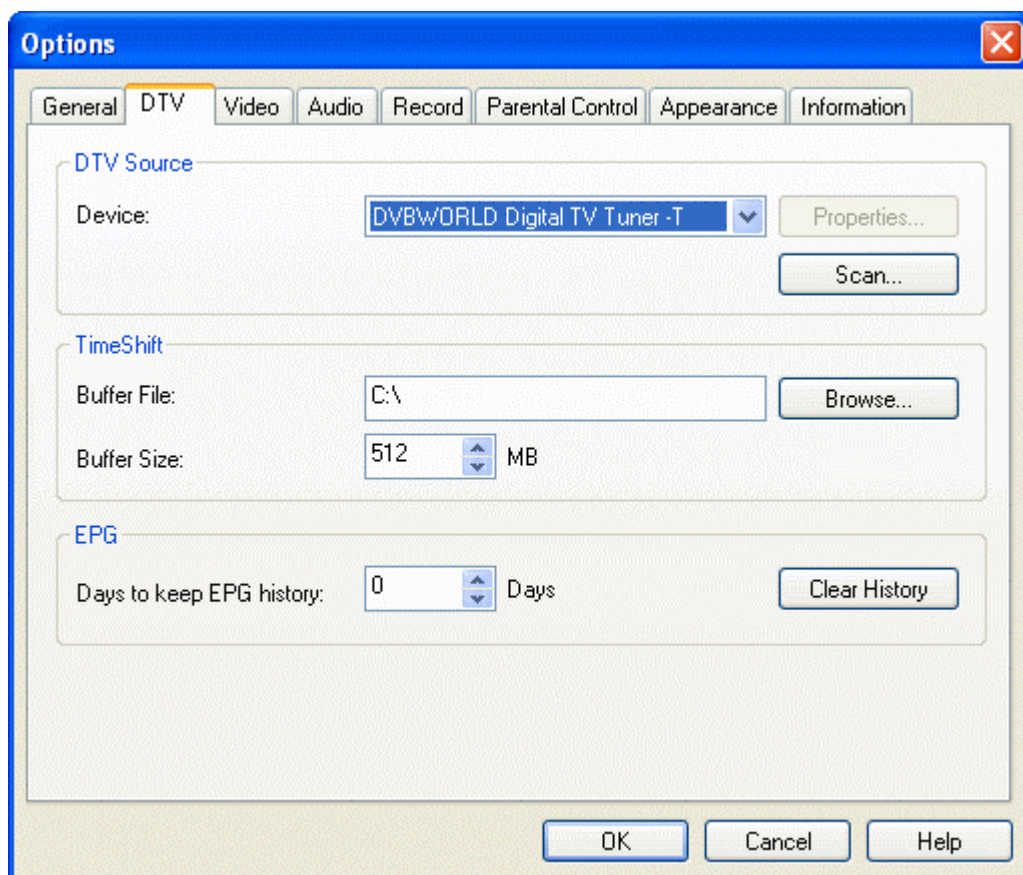 Options
General DTV Video Audio Record Parental Control Appearance Information
DTV Source
Device: DVBWORLD Digital TV Tuner -T Properties...
Scan...
TimeShift
Buffer File: C:\ Browse...
Buffer Size: 512 MB
EPG
Days to keep EPG history: 0 Days Clear History
OK Cancel Help